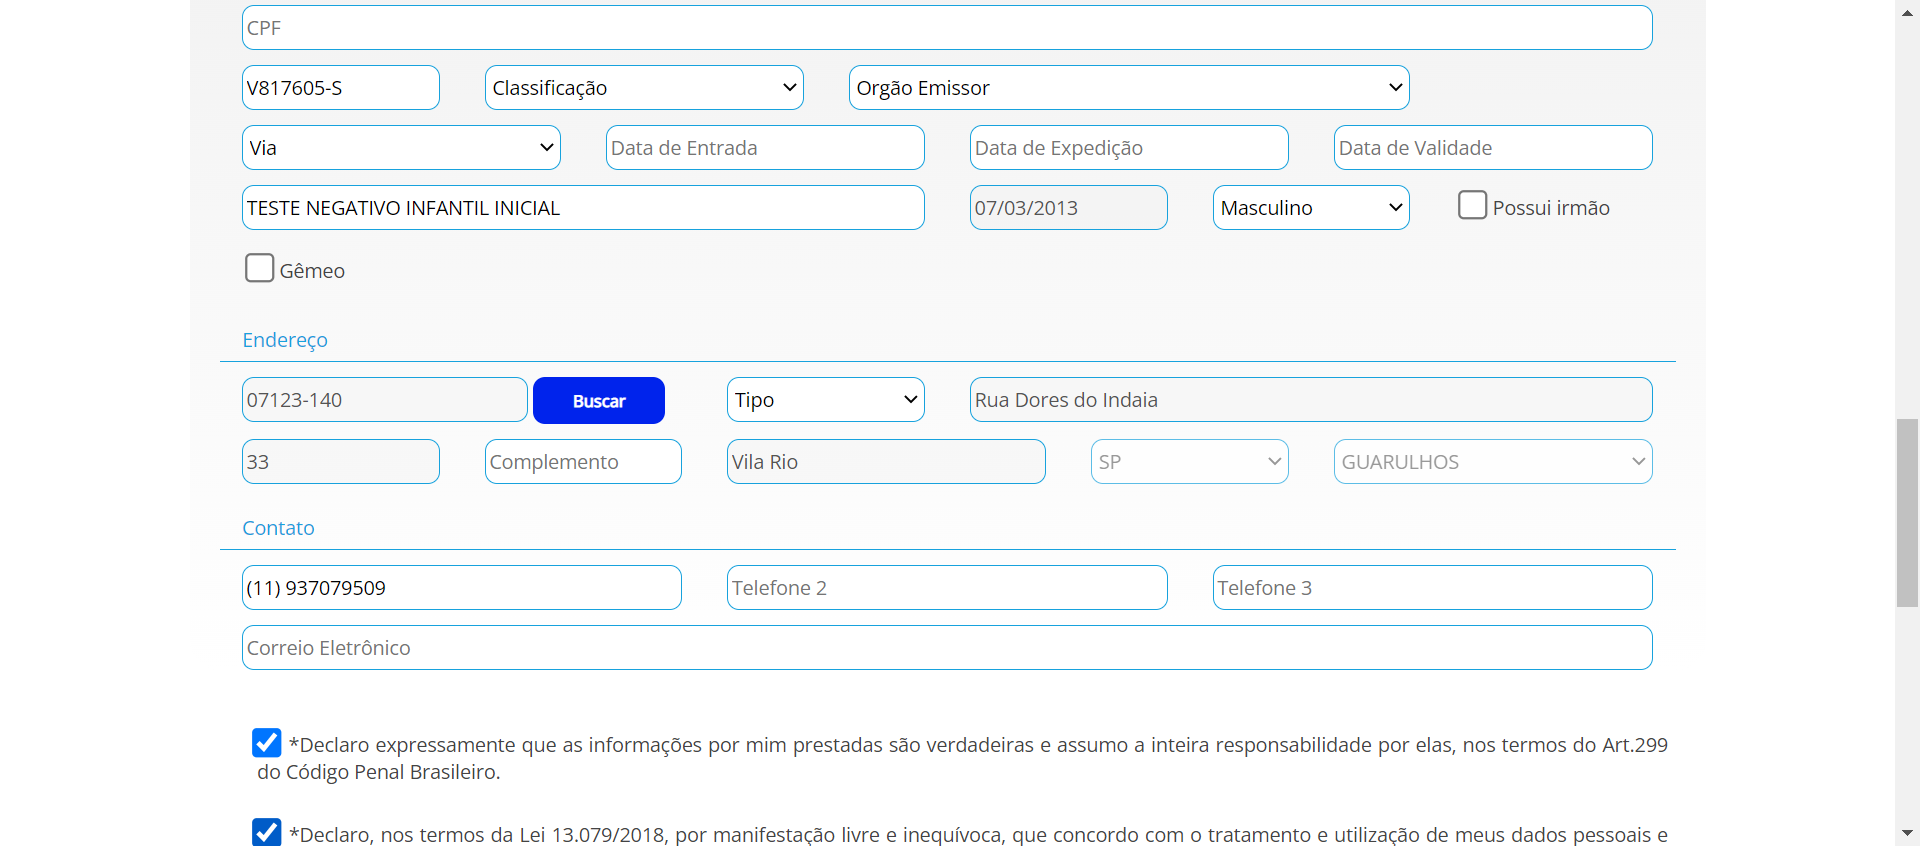 CPF
V817605-S Classificação Orgão Emissor
Via Data de Entrada Data de Expedição Data de Validade
TESTE NEGATIVO INFANTIL INICIAL 07/03/2013 Masculino Possui irmão
Gêmeo
Endereço
07123-140 Buscar Tipo Rua Dores do Indaia
33 Complemento Vila Rio SP GUARULHOS
Contato
(11) 937079509 Telefone 2 Telefone 3
Correio Eletrônico
*Declaro expressamente que as informações por mim prestadas são verdadeiras e assumo a inteira responsabilidade por elas, nos termos do Art.299
do Código Penal Brasileiro.
*Declaro, nos termos da Lei 13.079/2018, por manifestação livre e inequívoca, que concordo com o tratamento e utilização de meus dados pessoais e